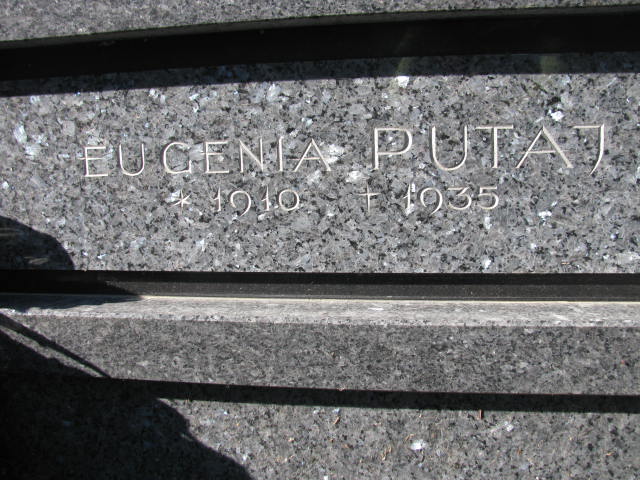 EUGENIA PUTAJ
* 1910 + 1935